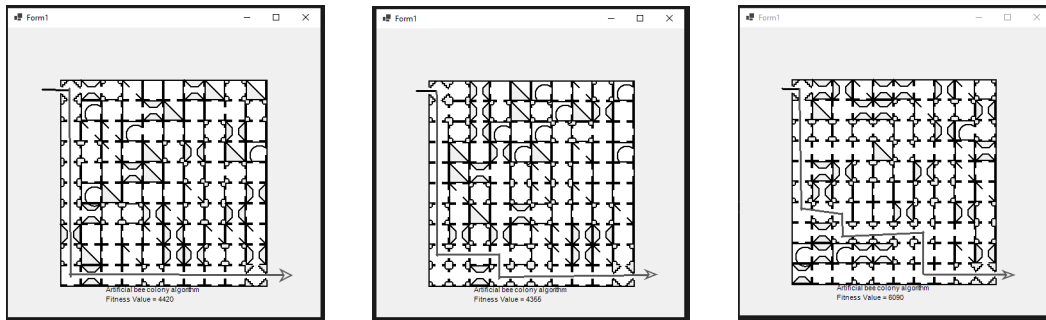 Form1
Artificial bee colony algorithm
Fitness Value = 4420
Form1
Artificial bee colony algorithm
Fitness Value = 4355
Form1
Artificial bee colony algorithm
Fitness Value = 6090